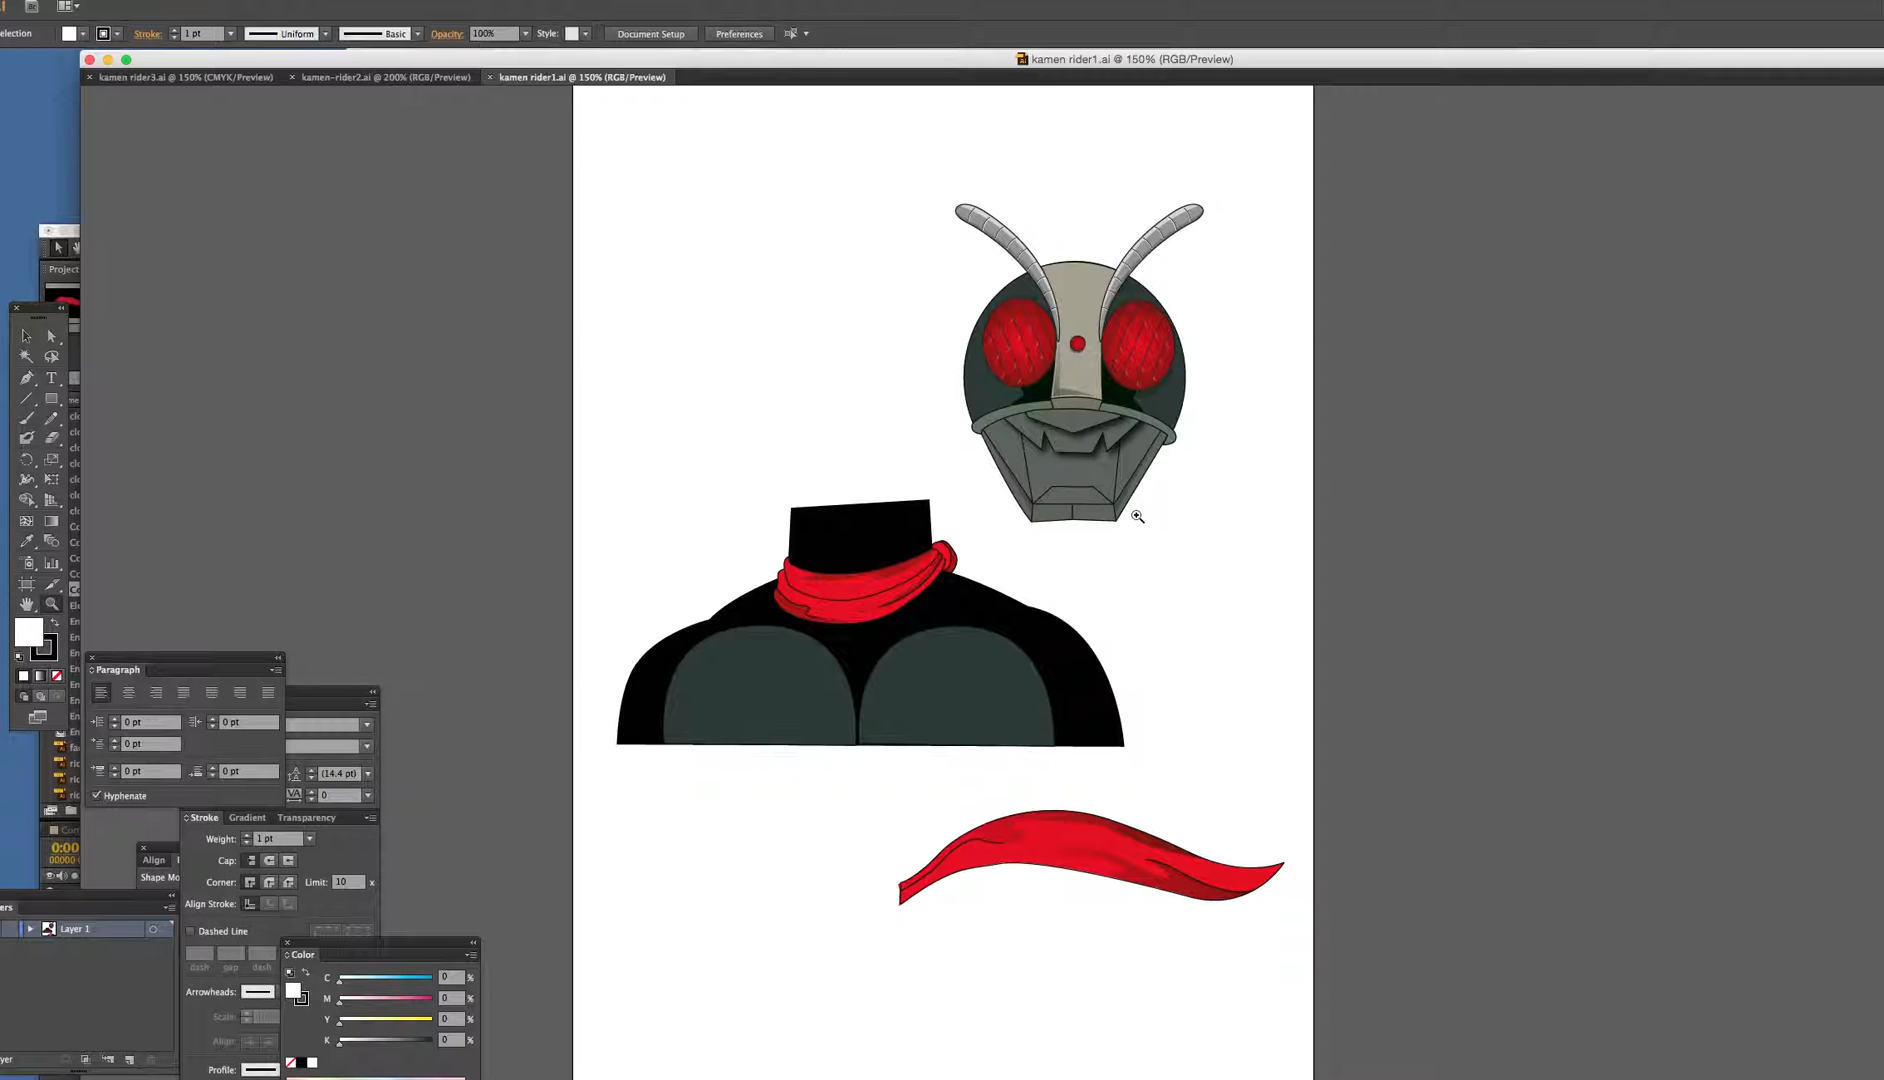 Br
election
Stroke: 1 pt Uniform Basic Opacity: 100% Style: Document Setup Preferences
kamen rider1.ai @ 150% (RGB/Preview)
kamen rider3.ai @ 150% (CMYK/Preview) kamen-rider2.ai @ 200% (RGB/Preview) kamen rider1.ai @ 150% (RGB/Preview)
Project
Paragraph
0 pt 0 pt
0 pt
0 pt 0 pt
Hyphenate
(14.4 pt)
VA 0
Stroke Gradient Transparency
Weight: 1 pt
Cap:
Corner: Limit: 10 x
Align Stroke:
Dashed Line
dash gap dash
Arrowheads:
Scale:
Align:
Profile:
Align
Shape Mo
ers
Layer 1
yer
Color
C 0 %
M 0 %
Y 0 %
K 0 %